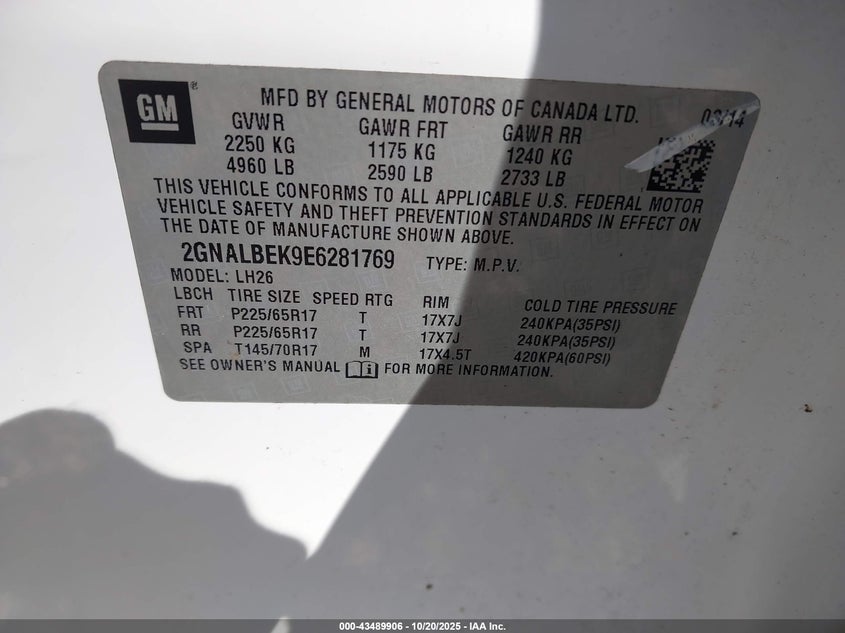 GM ®
MFD BY GENERAL MOTORS OF CANADA LTD. 03/14
GVWR GAWR FRT GAWR RR
2250 KG 1175 KG 1240 KG
4960 LB 2590 LB 2733 LB
THIS VEHICLE CONFORMS TO ALL APPLICABLE U.S. FEDERAL MOTOR
VEHICLE SAFETY AND THEFT PREVENTION STANDARDS IN EFFECT ON
THE DATE OF MANUFACTURE SHOWN ABOVE.
2GNALBEK9E6281769 TYPE: M.P.V.
MODEL: LH26
LBCH TIRE SIZE SPEED RTG RIM COLD TIRE PRESSURE
FRT P225/65R17 T 17X7J 240KPA(35PSI)
RR P225/65R17 T 17X7J 240KPA(35PSI)
SPA T145/70R17 M 17X4.5T 420KPA(60PSI)
SEE OWNER'S MANUAL FOR MORE INFORMATION.
000-43489906 - 10/20/2025 - IAA Inc.